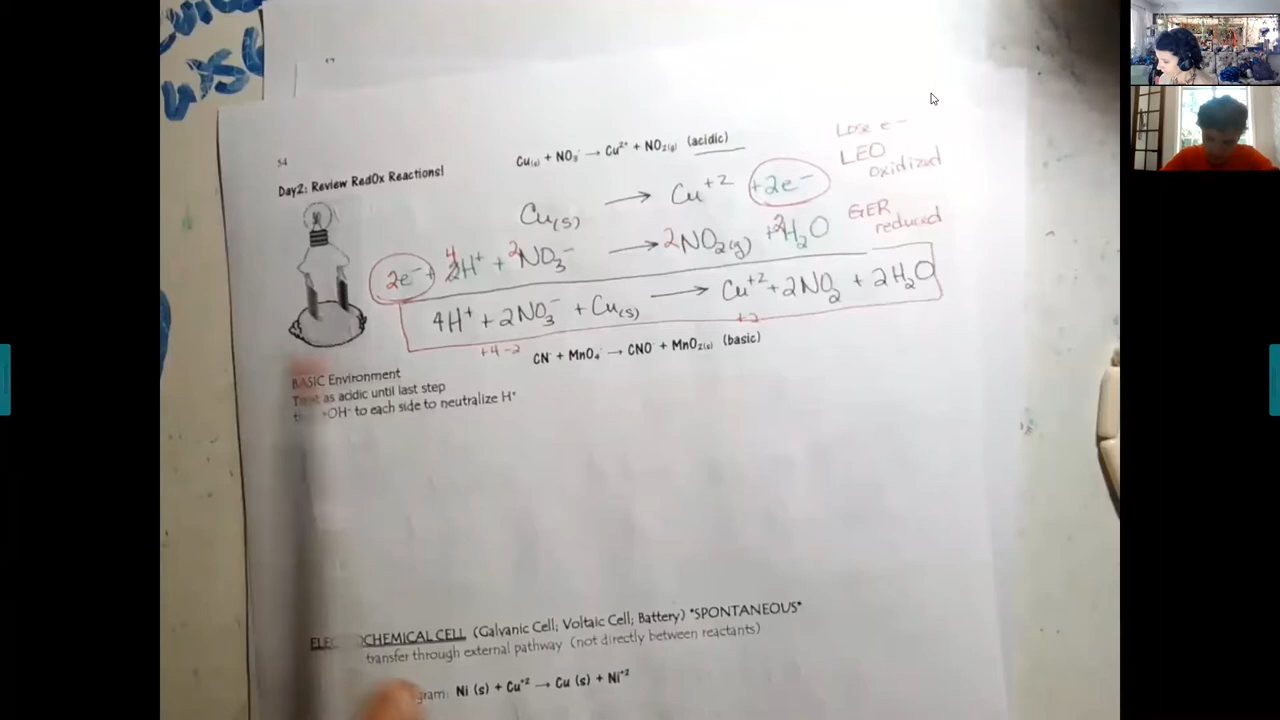 54
Cu(s) + NO₃⁻ → Cu²⁺ + NO₂(g) (acidic)
Day2: Review RedOx Reactions!
Lose e-
LEO
oxidized
Cu(s) → Cu+2 +2e-
GER
reduced
2e- + 4H+ + 2NO₃⁻ → 2NO₂(g) + 2H₂O
4H+ + 2NO₃⁻ + Cu(s) → Cu+2 + 2NO₂ + 2H₂O
+4 -2
+2
CN⁻ + MnO₄⁻ → CNO⁻ + MnO₂(s) (basic)
BASIC Environment
as acidic until last step
OH⁻ to each side to neutralize H⁺
CHEMICAL CELL (Galvanic Cell; Voltaic Cell; Battery) *SPONTANEOUS*
transfer through external pathway (not directly between reactants)
gram: Ni (s) + Cu⁺² → Cu (s) + Ni⁺²